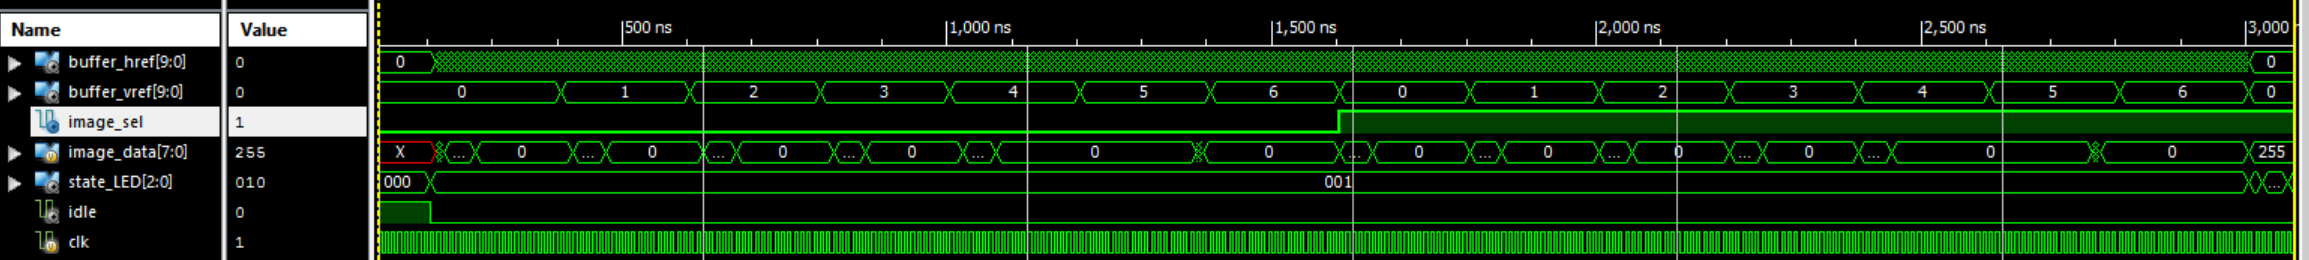 Name Value 500 ns 1,000 ns 1,500 ns 2,000 ns 2,500 ns 3,000
buffer_href[9:0] 0 0 0
buffer_vref[9:0] 0 0 1 2 3 4 5 6 0 1 2 3 4 5 6 0
image_sel 1
image_data[7:0] 255 X ... 0 ... 0 ... 0 ... 0 ... 0 0 ... 0 ... 0 ... 0 ... 0 ... 0 0 255
state_LED[2:0] 010 000 001 ...
idle 0
clk 1